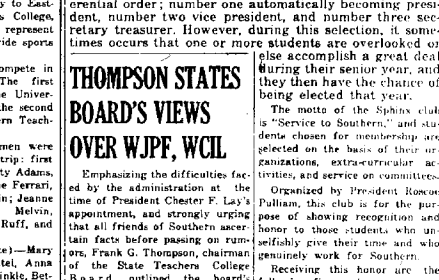 y to East-
s College,
represent
ide sports
ompete in
The first
e Univer-
the second
rn Teach-
men were
trip: first
ty Adams,
e Ferrari,
in; Jeanne
Melvin,
Ruff, and
te)—Mary
tel, Anna
inkle, Bet-
erential order; number one automatically becoming presi-
dent, number two vice president, and number three sec-
retary treasurer. However, during this selection, it some-
times occurs that one or more students are overlooked or
THOMPSON STATES
BOARD'S VIEWS
OVER WJPF, WCIL
Emphasizing the difficulties fac-
ed by the administration at the
time of President Chester F. Lay's
appointment, and strongly urging
that all friends of Southern ascer-
tain facts before passing on rum-
ors, Frank G. Thompson, chairman
of the State Teachers College
Board outlined the board's
else accomplish a great deal
during their senior year, and
they then have the chance of
being elected that year.
The motto of the Sphinx club
is "Service to Southern," and stu-
dents chosen for membership are
selected on the basis of their or-
ganizations, extra-curricular ac-
tivities, and service on committees.
Organized by President Roscoe
Pulliam, this club is for the pur-
pose of showing recognition and
honor to those students who un-
selfishly give their time and who
genuinely work for Southern.
Receiving this honor are the